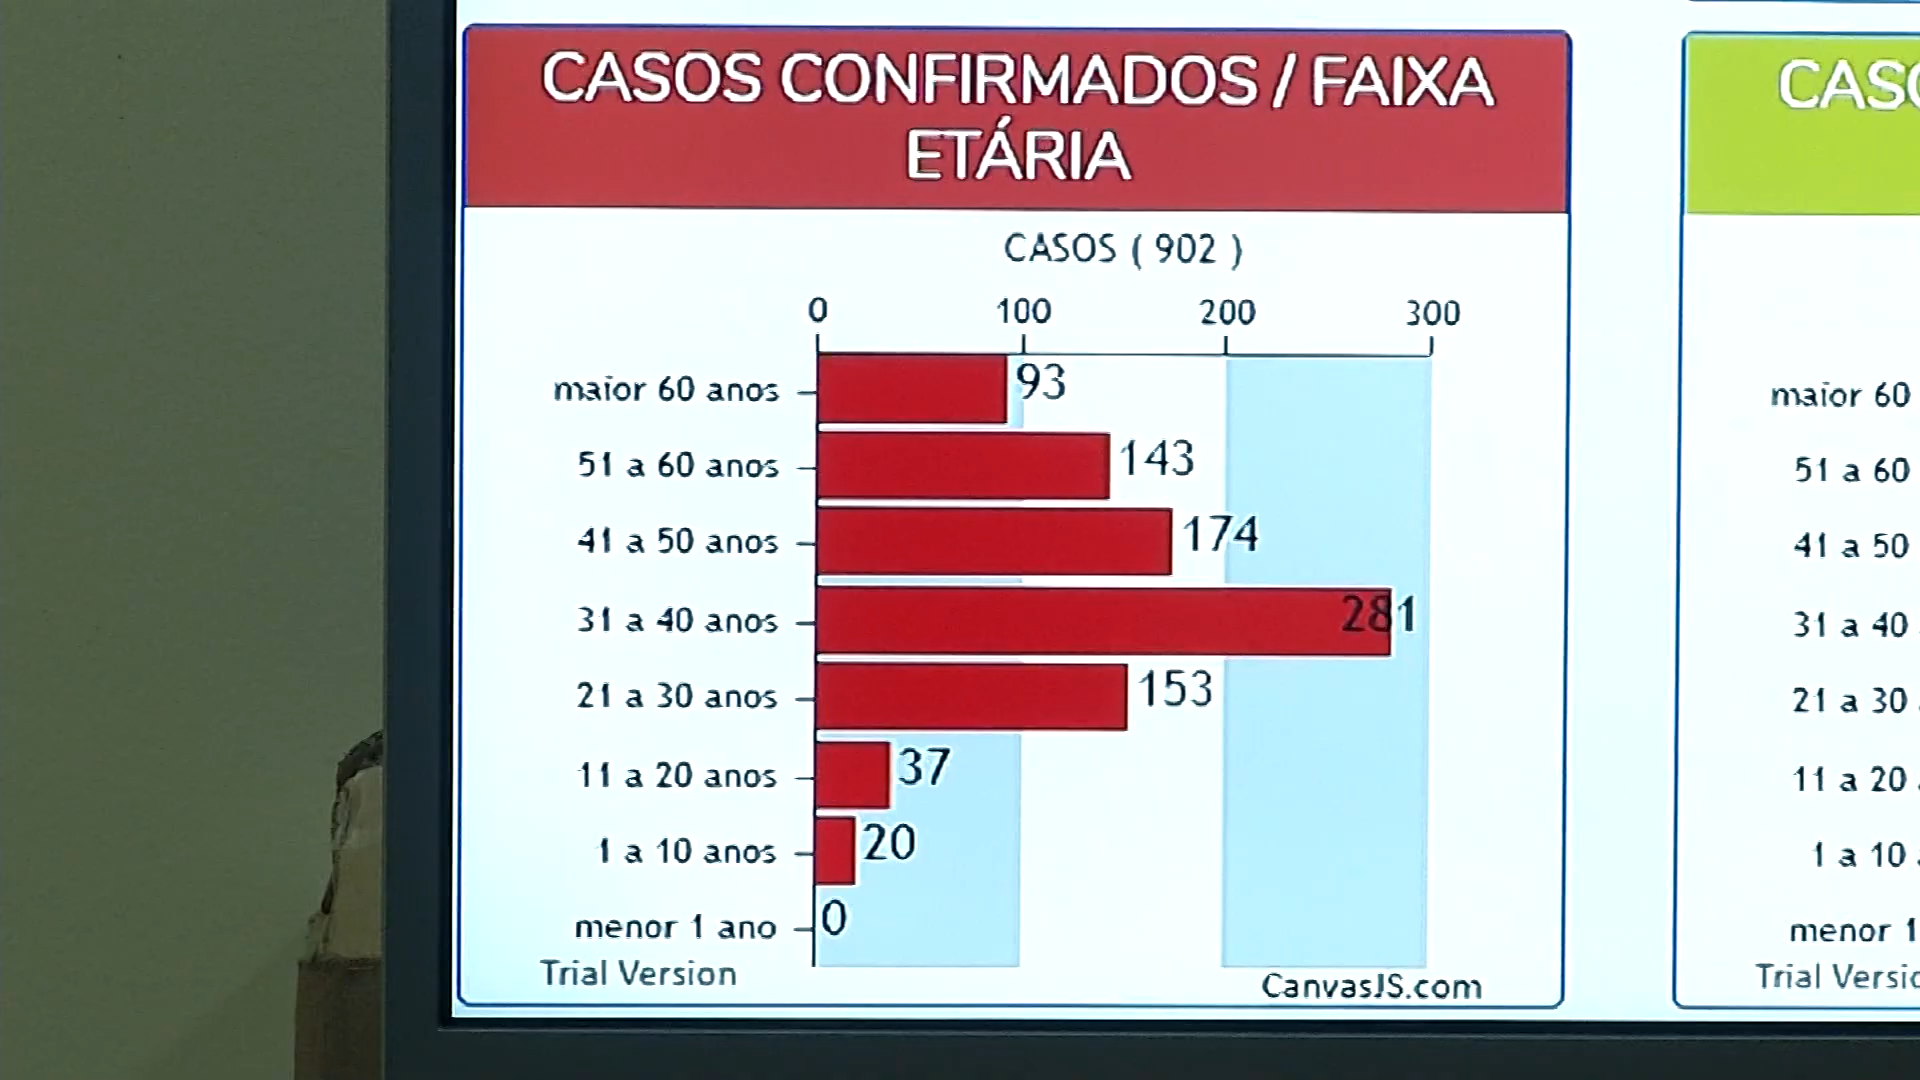 CASOS CONFIRMADOS / FAIXA
ETÁRIA
CASOS ( 902 )
0 100 200 300
maior 60 anos 93
51 a 60 anos 143
41 a 50 anos 174
31 a 40 anos 281
21 a 30 anos 153
11 a 20 anos 37
1 a 10 anos 20
menor 1 ano 0
Trial Version
CanvasJS.com
maior 60
51 a 60
41 a 50
31 a 40
21 a 30
11 a 20
1 a 10
menor 1
Trial